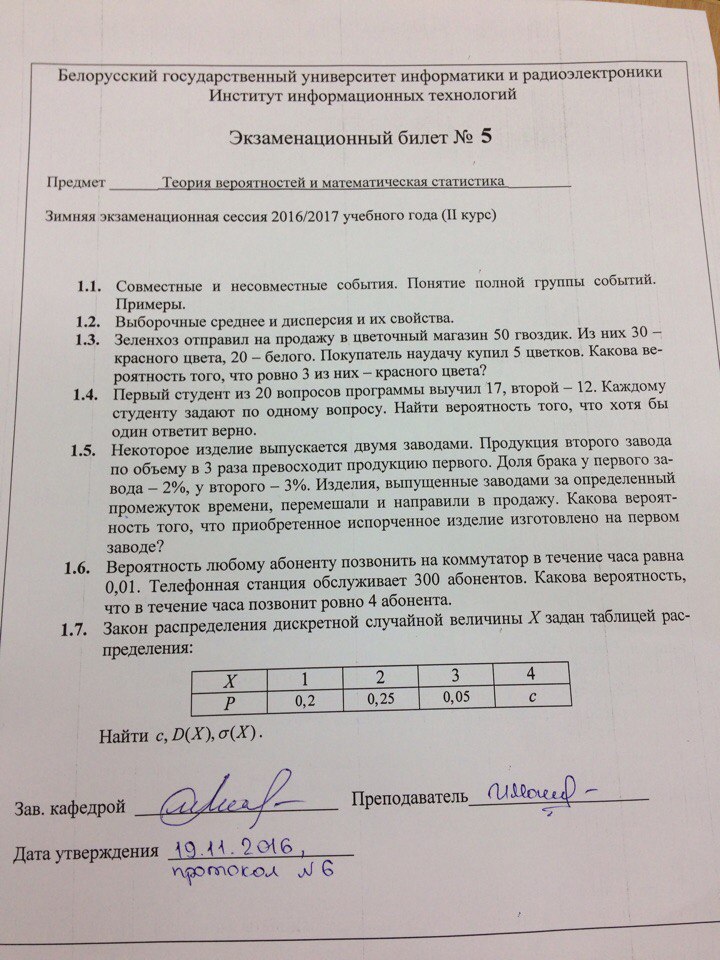 Белорусский государственный университет информатики и радиоэлектроники
Институт информационных технологий
Экзаменационный билет № 5
Предмет Теория вероятностей и математическая статистика
Зимняя экзаменационная сессия 2016/2017 учебного года (II курс)
1.1. Совместные и несовместные события. Понятие полной группы событий.
Примеры.
1.2. Выборочные среднее и дисперсия и их свойства.
1.3. Зеленхоз отправил на продажу в цветочный магазин 50 гвоздик. Из них 30 –
красного цвета, 20 – белого. Покупатель наудачу купил 5 цветков. Какова ве-
роятность того, что ровно 3 из них – красного цвета?
1.4. Первый студент из 20 вопросов программы выучил 17, второй – 12. Каждому
студенту задают по одному вопросу. Найти вероятность того, что хотя бы
один ответит верно.
1.5. Некоторое изделие выпускается двумя заводами. Продукция второго завода
по объему в 3 раза превосходит продукцию первого. Доля брака у первого за-
вода – 2%, у второго – 3%. Изделия, выпущенные заводами за определенный
промежуток времени, перемешали и направили в продажу. Какова вероят-
ность того, что приобретенное испорченное изделие изготовлено на первом
заводе?
1.6. Вероятность любому абоненту позвонить на коммутатор в течение часа равна
0,01. Телефонная станция обслуживает 300 абонентов. Какова вероятность,
что в течение часа позвонит ровно 4 абонента.
1.7. Закон распределения дискретной случайной величины X задан таблицей рас-
пределения:
X 1 2 3 4
P 0,2 0,25 0,05 c
Найти c, D(X), σ(X).
Зав. кафедрой Преподаватель
Дата утверждения 19.11.2016,
протокол №6